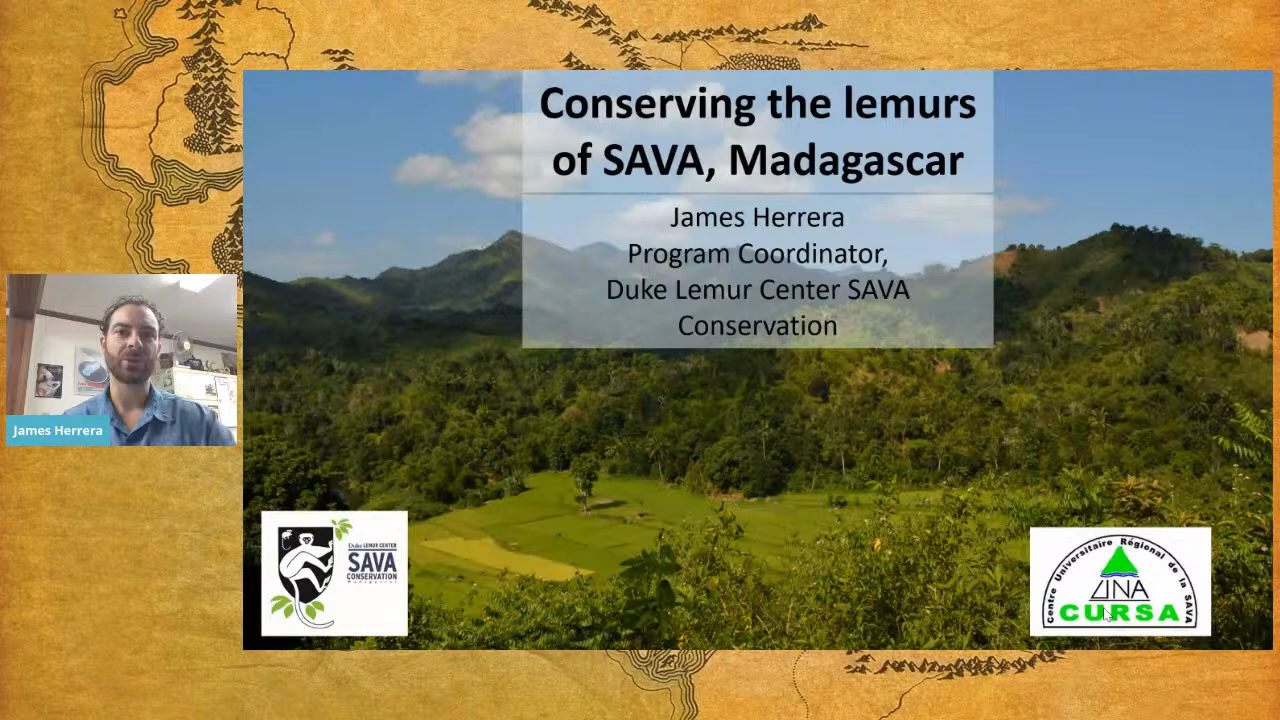 Conserving the lemurs
of SAVA, Madagascar
James Herrera
Program Coordinator,
Duke Lemur Center SAVA
Conservation
James Herrera
Duke LEMUR CENTER
SAVA
CONSERVATION
Madagascar
Centre Universitaire Régional de la SAVA
UNA
CURSA